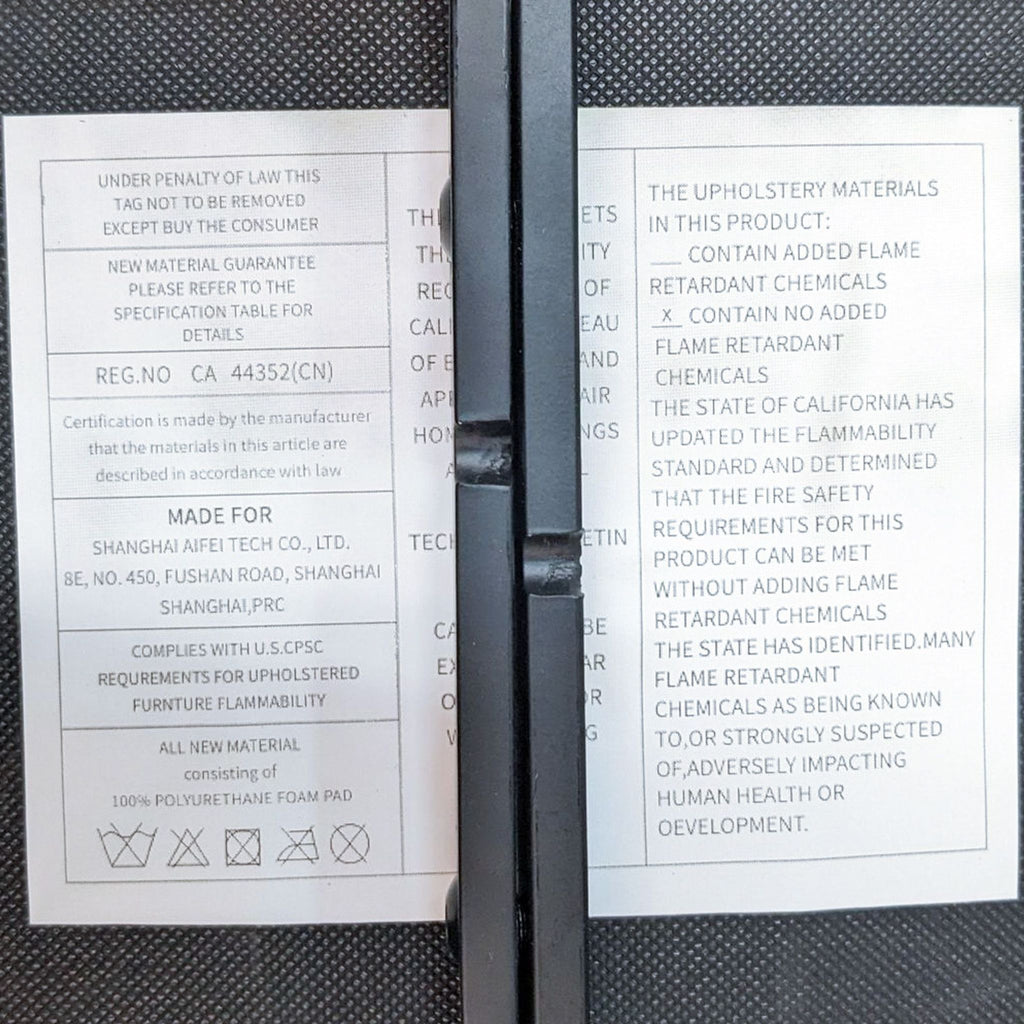 UNDER PENALTY OF LAW THIS
TAG NOT TO BE REMOVED
EXCEPT BUY THE CONSUMER
NEW MATERIAL GUARANTEE
PLEASE REFER TO THE
SPECIFICATION TABLE FOR
DETAILS
REG.NO CA 44352(CN)
Certification is made by the manufacturer
that the materials in this article are
described in accordance with law
MADE FOR
SHANGHAI AIFEI TECH CO., LTD.
8E, NO. 450, FUSHAN ROAD, SHANGHAI
SHANGHAI,PRC
COMPLIES WITH U.S.CPSC
REQUREMENTS FOR UPHOLSTERED
FURNTURE FLAMMABILITY
ALL NEW MATERIAL
consisting of
100% POLYURETHANE FOAM PAD
OF
BE
THE UPHOLSTERY MATERIALS
IN THIS PRODUCT:
___ CONTAIN ADDED FLAME
RETARDANT CHEMICALS
x CONTAIN NO ADDED
FLAME RETARDANT
CHEMICALS
THE STATE OF CALIFORNIA HAS
UPDATED THE FLAMMABILITY
STANDARD AND DETERMINED
THAT THE FIRE SAFETY
REQUIREMENTS FOR THIS
PRODUCT CAN BE MET
WITHOUT ADDING FLAME
RETARDANT CHEMICALS
THE STATE HAS IDENTIFIED.MANY
FLAME RETARDANT
CHEMICALS AS BEING KNOWN
TO,OR STRONGLY SUSPECTED
OF,ADVERSELY IMPACTING
HUMAN HEALTH OR
OEVELOPMENT.